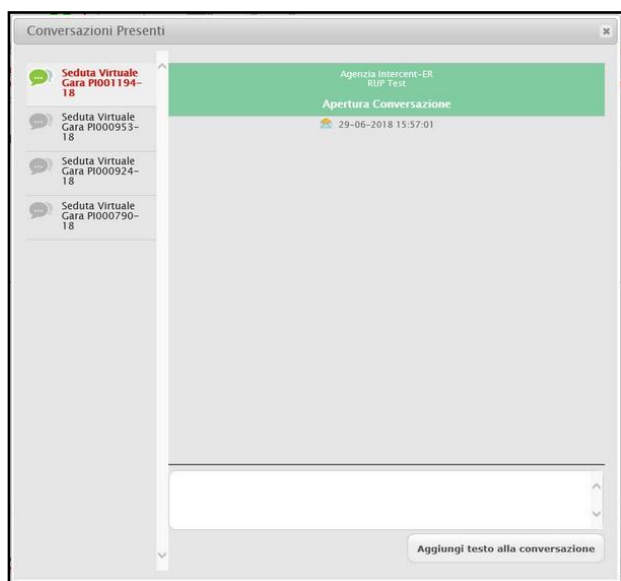 Conversazioni Presenti
Seduta Virtuale
Gara PI001194-
18
Seduta Virtuale
Gara PI000953-
18
Seduta Virtuale
Gara PI000924-
18
Seduta Virtuale
Gara PI000790-
18
Agenzia Intercent-ER
RUP Test
Apertura Conversazione
29-06-2018 15:57:01
Aggiungi testo alla conversazione